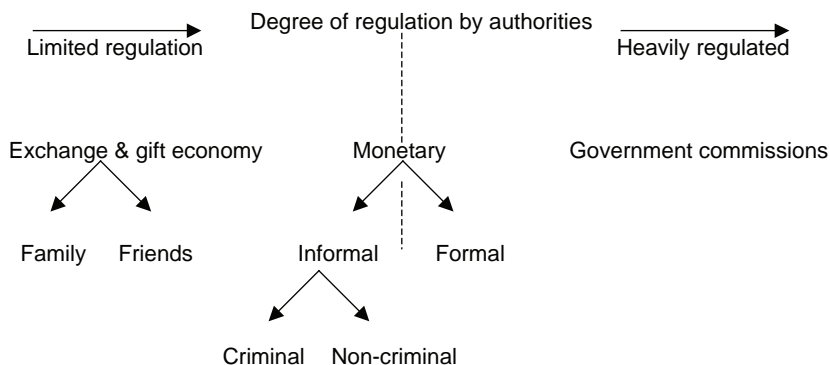 Degree of regulation by authorities
Limited regulation
Heavily regulated
Exchange & gift economy
Monetary
Government commissions
Family
Friends
Informal
Formal
Criminal
Non-criminal